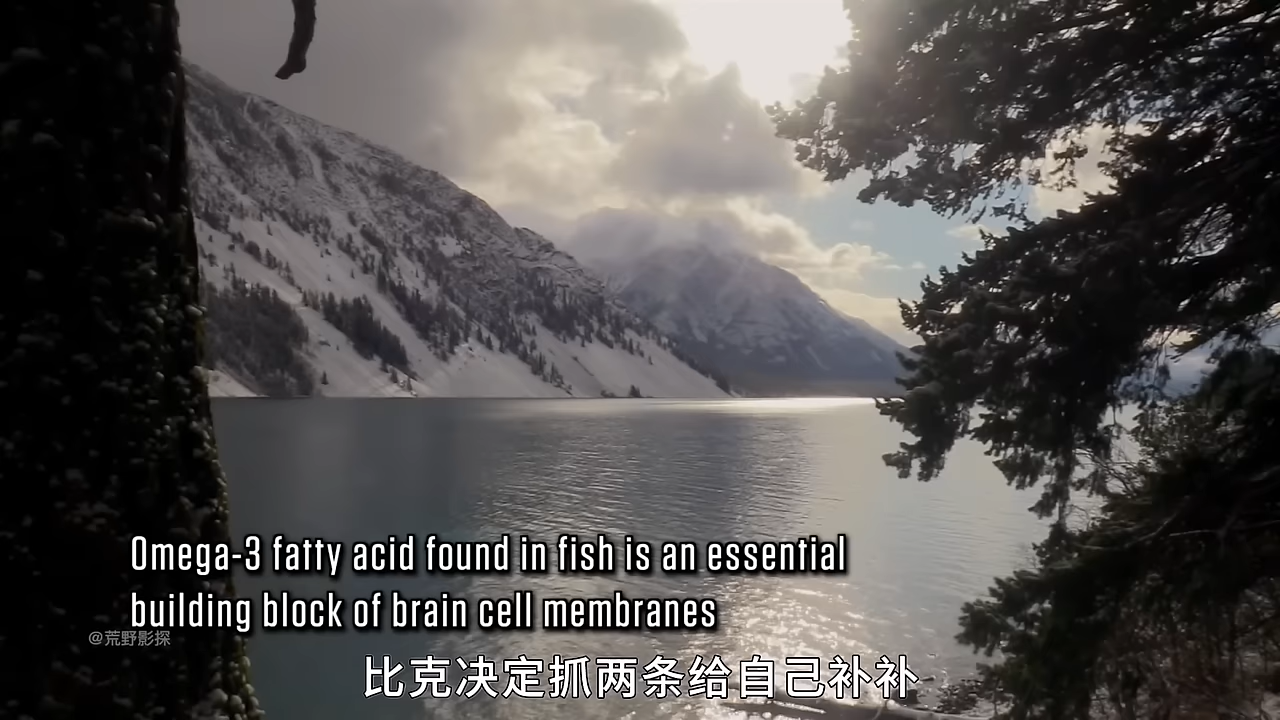 Omega-3 fatty acid found in fish is an essential
building block of brain cell membranes
@荒野影探
比克决定抓两条给自己补补